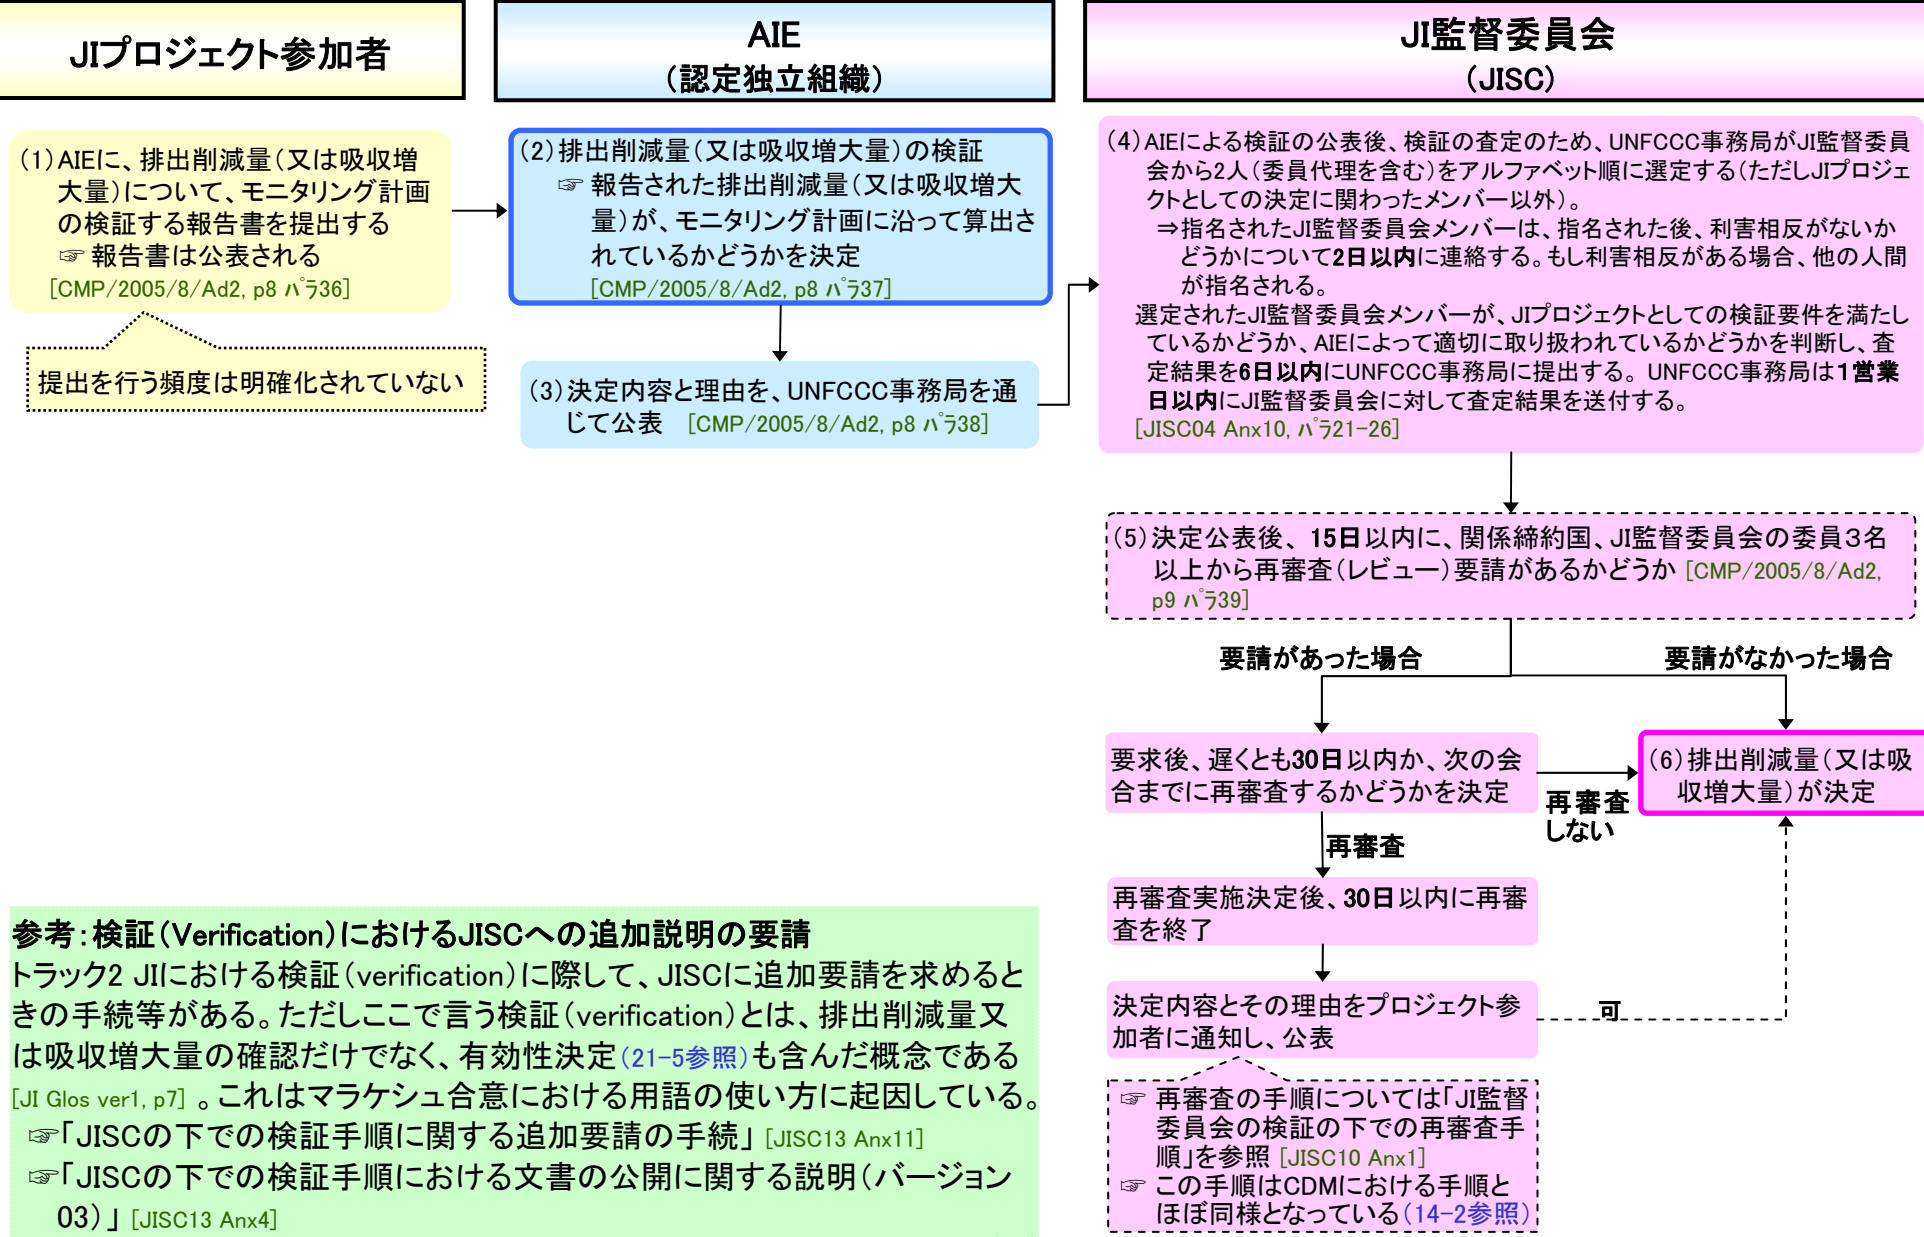 JIプロジェクト参加者
AIE
(認定独立組織)
JI監督委員会
(JISC)
(1)AIEに、排出削減量(又は吸収増
大量)について、モニタリング計画
の検証する報告書を提出する
☞ 報告書は公表される
[CMP/2005/8/Ad2, p8 パラ36]
提出を行う頻度は明確化されていない
(2)排出削減量(又は吸収増大量)の検証
☞ 報告された排出削減量(又は吸収増大
量)が、モニタリング計画に沿って算出さ
れているかどうかを決定
[CMP/2005/8/Ad2, p8 パラ37]
(3)決定内容と理由を、UNFCCC事務局を通
じて公表 [CMP/2005/8/Ad2, p8 パラ38]
(4)AIEによる検証の公表後、検証の査定のため、UNFCCC事務局がJI監督委員
会から2人(委員代理を含む)をアルファベット順に選定する(ただしJIプロジェ
クトとしての決定に関わったメンバー以外)。
⇒指名されたJI監督委員会メンバーは、指名された後、利害相反がないか
どうかについて2日以内に連絡する。もし利害相反がある場合、他の人間
が指名される。
選定されたJI監督委員会メンバーが、JIプロジェクトとしての検証要件を満たし
ているかどうか、AIEによって適切に取り扱われているかどうかを判断し、査
定結果を6日以内にUNFCCC事務局に提出する。UNFCCC事務局は1営業
日以内にJI監督委員会に対して査定結果を送付する。
[JISC04 Anx10, パラ21-26]
(5)決定公表後、15日以内に、関係締約国、JI監督委員会の委員3名
以上から再審査(レビュー)要請があるかどうか [CMP/2005/8/Ad2,
p9 パラ39]
要請があった場合
要請がなかった場合
要求後、遅くとも30日以内か、次の会
合までに再審査するかどうかを決定
再審査
しない
(6)排出削減量(又は吸
収増大量)が決定
再審査
再審査実施決定後、30日以内に再審
査を終了
決定内容とその理由をプロジェクト参
加者に通知し、公表
可
☞ 再審査の手順については「JI監督
委員会の検証の下での再審査手
順」を参照 [JISC10 Anx1]
☞ この手順はCDMにおける手順と
ほぼ同様となっている(14-2参照)
参考:検証(Verification)におけるJISCへの追加説明の要請
トラック2 JIにおける検証(verification)に際して、JISCに追加要請を求めると
きの手続等がある。ただしここで言う検証(verification)とは、排出削減量又
は吸収増大量の確認だけでなく、有効性決定(21-5参照)も含んだ概念である
[JI Glos ver1, p7] 。これはマラケシュ合意における用語の使い方に起因している。
☞「JISCの下での検証手順に関する追加要請の手続」 [JISC13 Anx11]
☞「JISCの下での検証手順における文書の公開に関する説明(バージョン
03)」 [JISC13 Anx4]